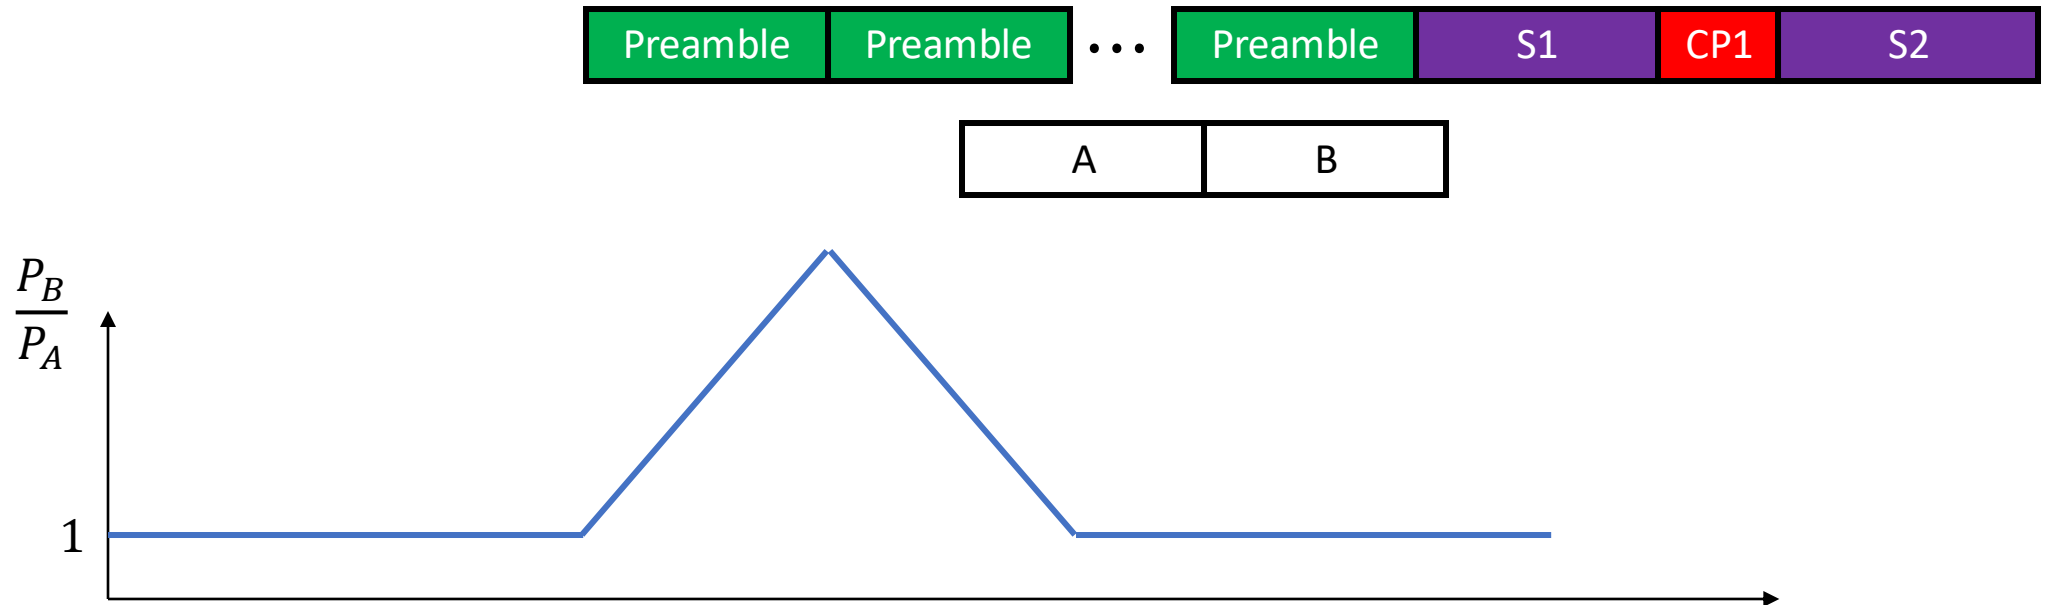 Preamble Preamble ... Preamble S1 CP1 S2
A B
P_B
P_A
1